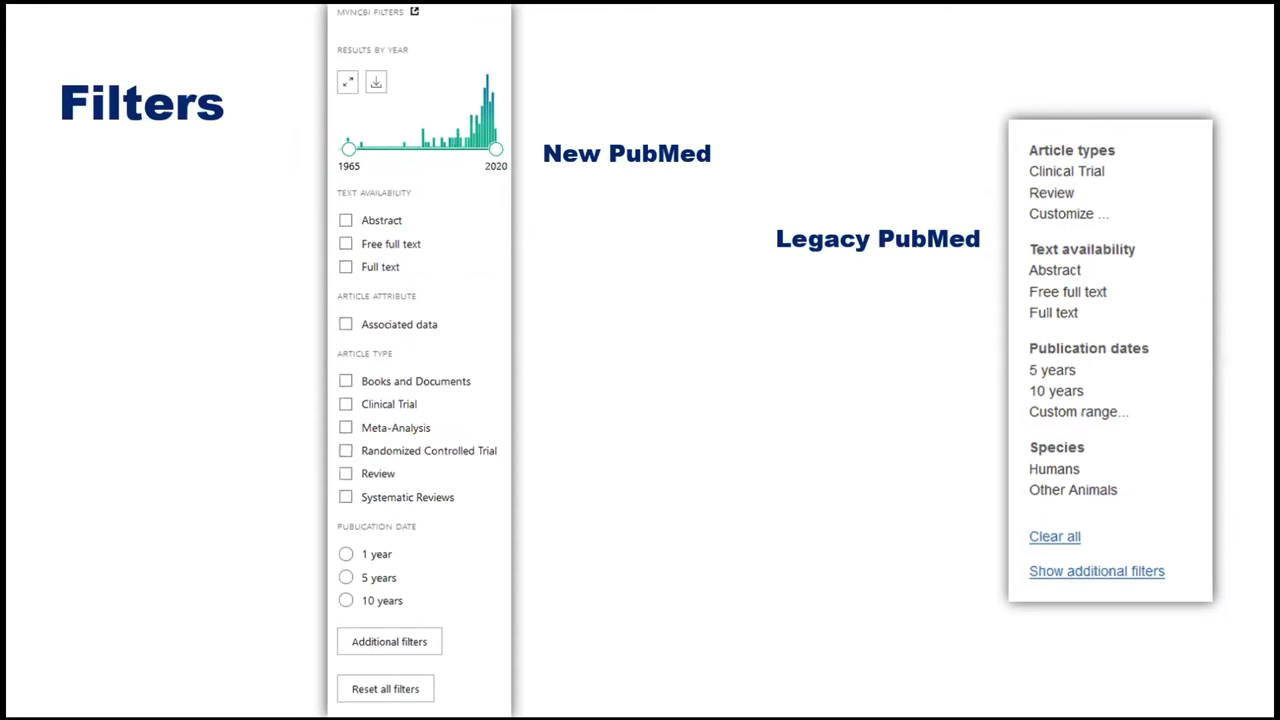 Filters
MYNCBI FILTERS
RESULTS BY YEAR
1965
2020
TEXT AVAILABILITY
Abstract
Free full text
Full text
ARTICLE ATTRIBUTE
Associated data
ARTICLE TYPE
Books and Documents
Clinical Trial
Meta-Analysis
Randomized Controlled Trial
Review
Systematic Reviews
PUBLICATION DATE
1 year
5 years
10 years
Additional filters
Reset all filters
New PubMed
Legacy PubMed
Article types
Clinical Trial
Review
Customize ...
Text availability
Abstract
Free full text
Full text
Publication dates
5 years
10 years
Custom range...
Species
Humans
Other Animals
Clear all
Show additional filters